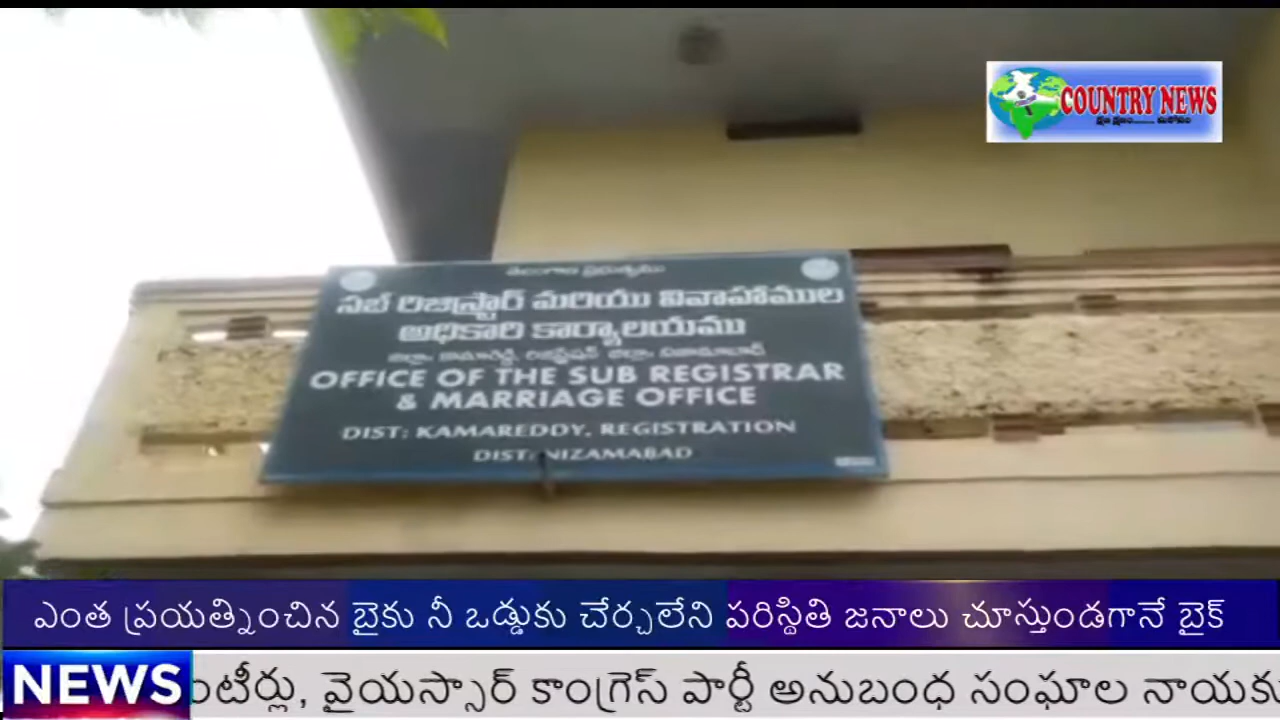 COUNTRY NEWS
తెలంగాణ ప్రభుత్వము
సబ్ రిజిస్ట్రార్ మరియు వివాహాముల
అధికారి కార్యాలయము
జిల్లా: కామారెడ్డి, రిజిస్ట్రేషన్ జిల్లా: నిజామాబాద్
OFFICE OF THE SUB REGISTRAR
& MARRIAGE OFFICE
DIST: KAMAREDDY, REGISTRATION
DIST: NIZAMABAD
ఎంత ప్రయత్నించిన బైకు నీ ఒడ్డుకు చేర్చలేని పరిస్థితి జనాలు చూస్తుండగానే బైక్
NEWS ంటీర్లు, వైయస్సార్ కాంగ్రెస్ పార్టీ అనుబంధ సంఘాల నాయక